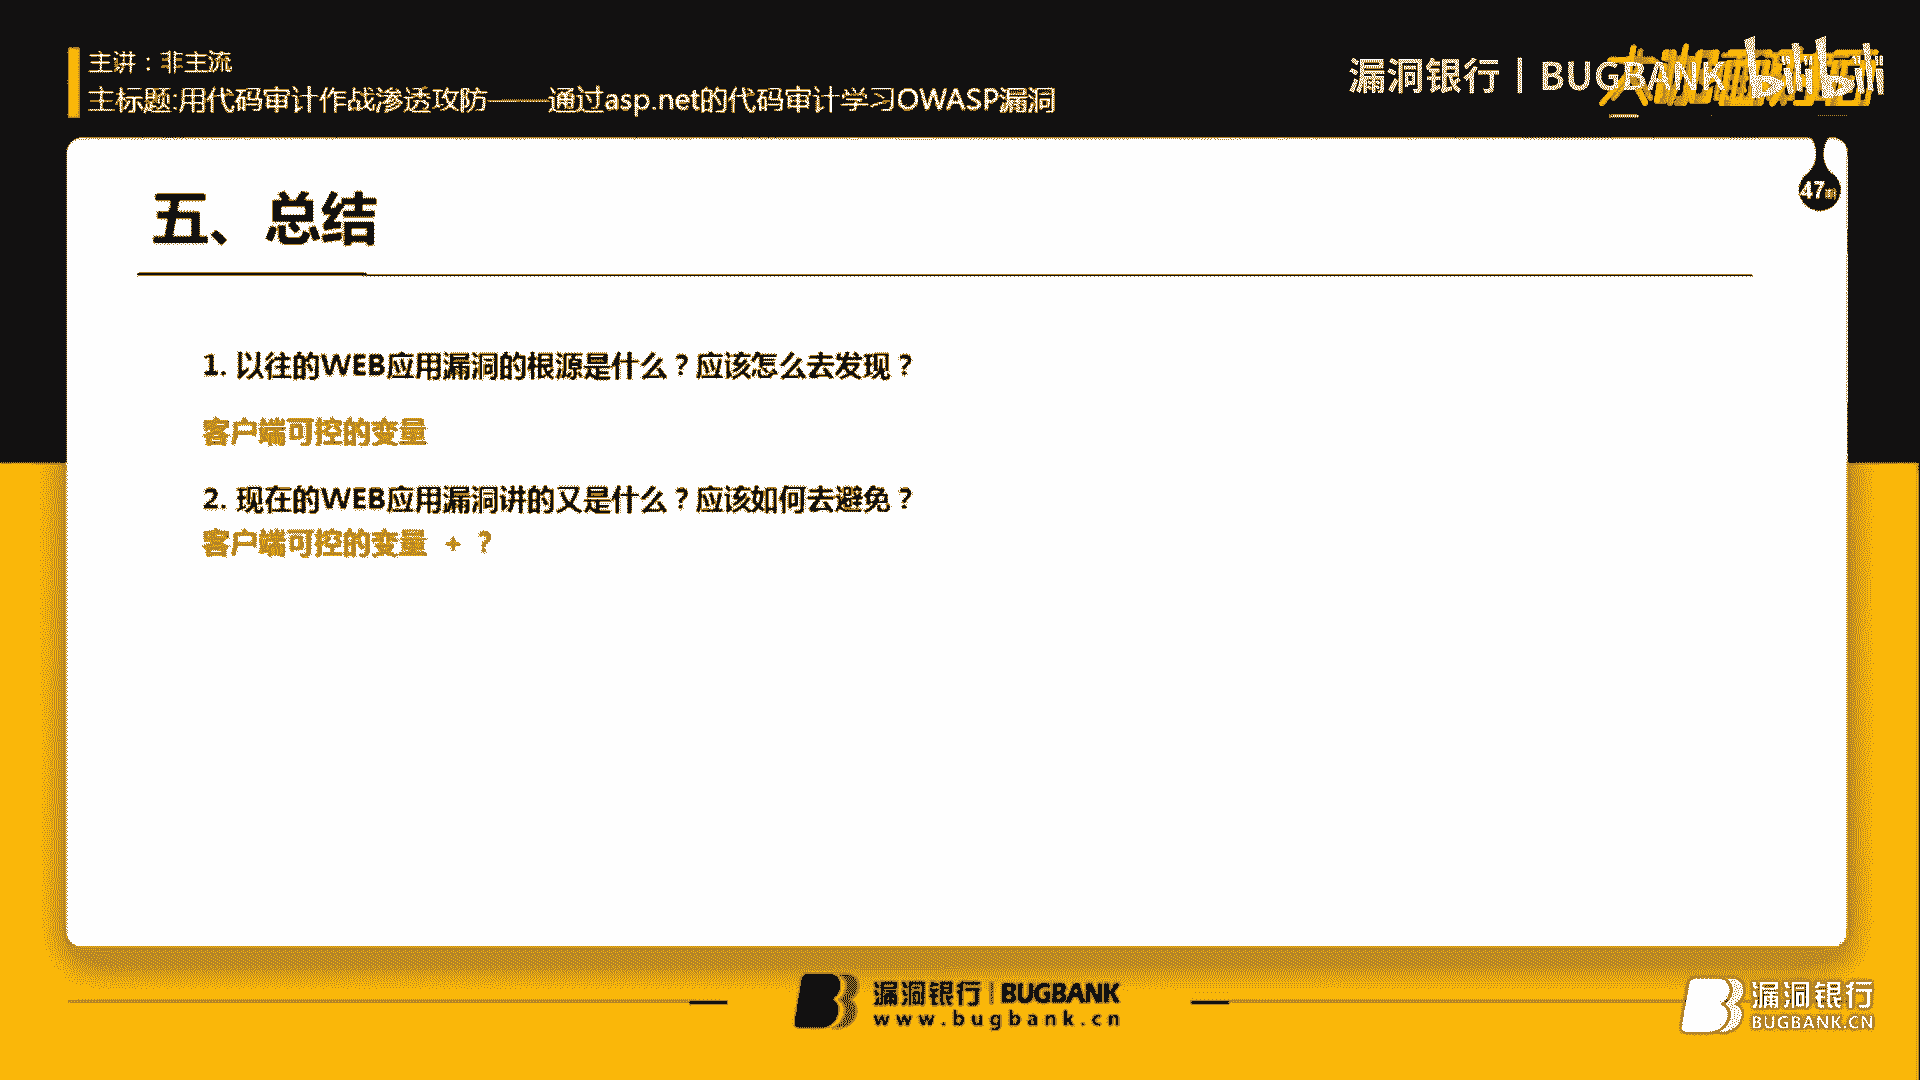 主讲：非主流
主标题:用代码审计作战渗透攻防——通过asp.net的代码审计学习OWASP漏洞
漏洞银行 | BUGBANK
bilibili
47期
五、总结
1. 以往的WEB应用漏洞的根源是什么？应该怎么去发现？
客户端可控的变量
2. 现在的WEB应用漏洞讲的又是什么？应该如何去避免？
客户端可控的变量 + ？
漏洞银行 | BUGBANK
www.bugbank.cn
漏洞银行
BUGBANK.CN